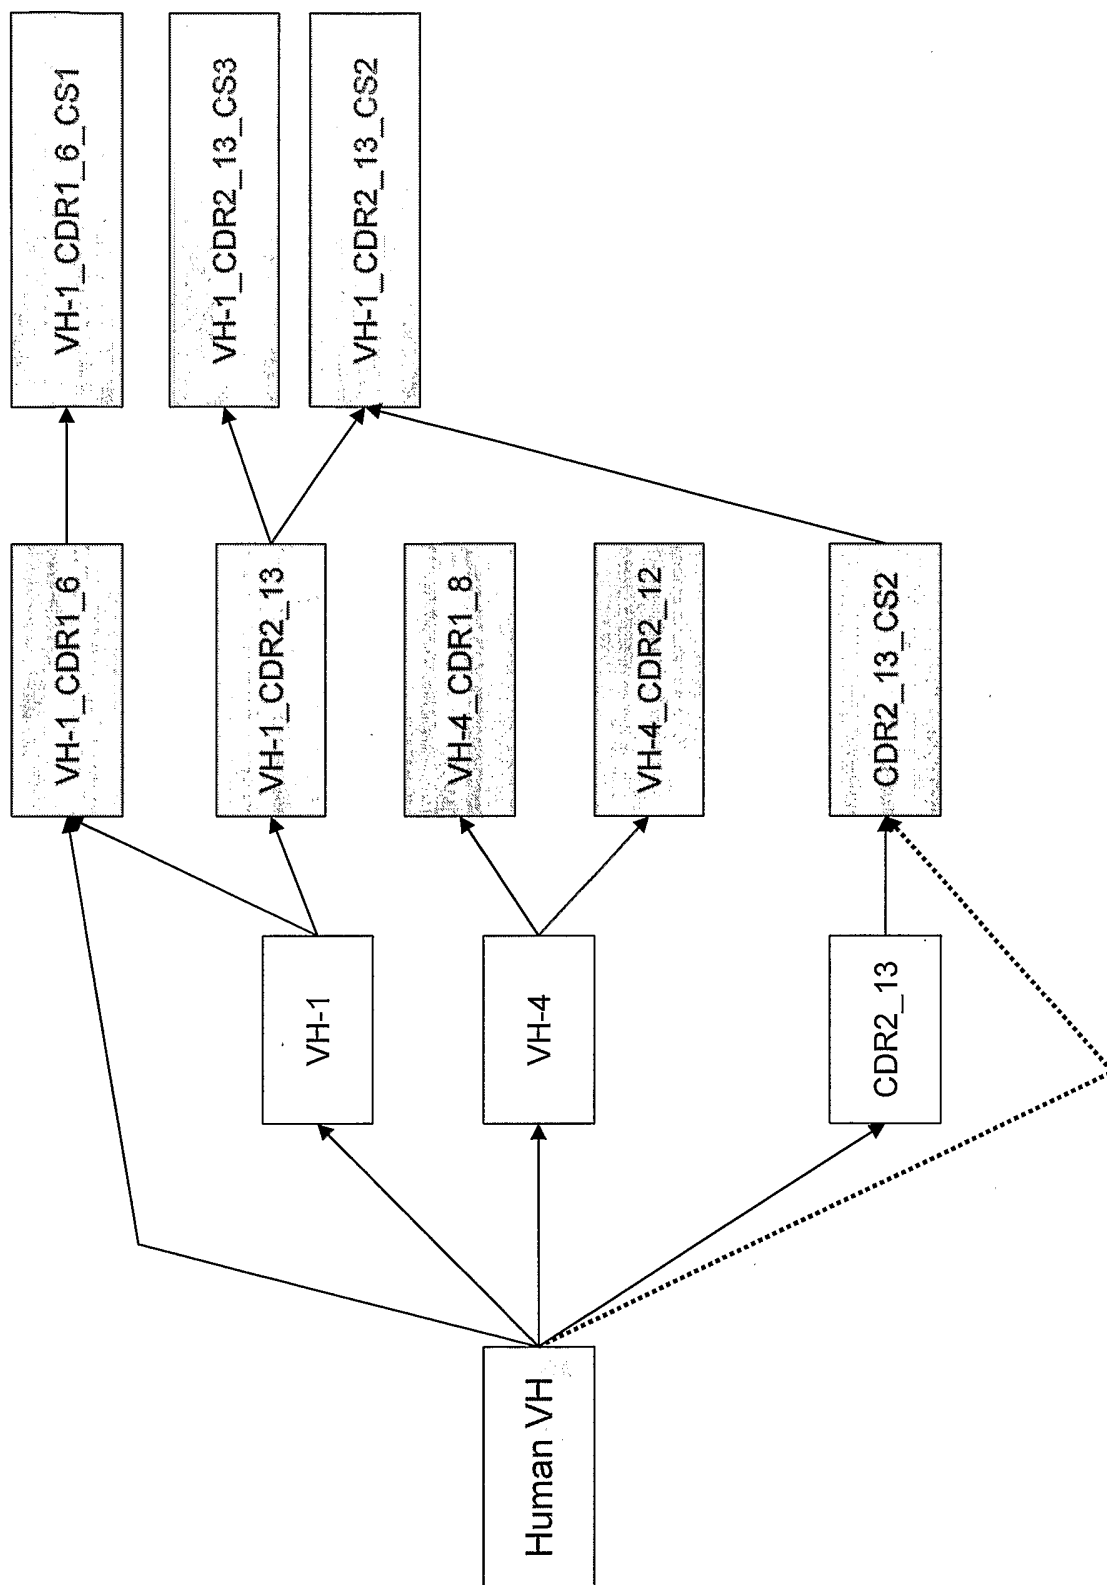 Human VH
VH-1
VH-4
CDR2_13
VH-1_CDR1_6
VH-1_CDR2_13
VH-4_CDR1_8
VH-4_CDR2_12
CDR2_13_CS2
VH-1_CDR1_6_CS1
VH-1_CDR2_13_CS3
VH-1_CDR2_13_CS2